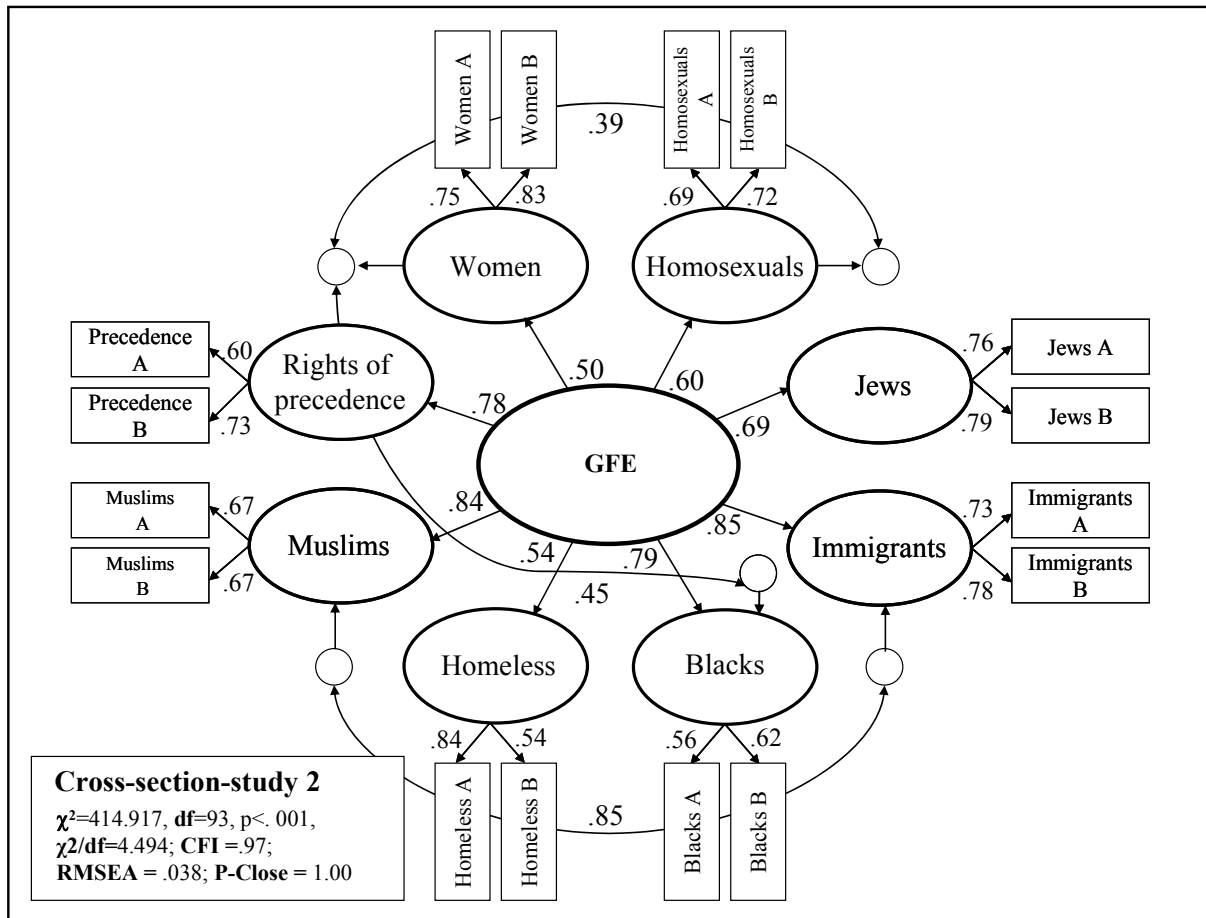 Women A
Women B
Homosexuals
A
Homosexuals
B
.39
.75
.83
.69
.72
Women
Homosexuals
Precedence
A
.60
Rights of
precedence
Precedence
B
.73
.50
.60
.78
.69
Jews
.76
Jews A
.79
Jews B
GFE
Muslims
A
.67
Muslims
Muslims
B
.67
.84
.85
.54
.79
.45
Immigrants
.73
Immigrants
A
.78
Immigrants
B
Homeless
Blacks
.84
.54
.56
.62
Homeless A
Homeless B
.85
Blacks A
Blacks B
Cross-section-study 2
χ²=414.917, df=93, p<. 001,
χ2/df=4.494; CFI =.97;
RMSEA = .038; P-Close = 1.00